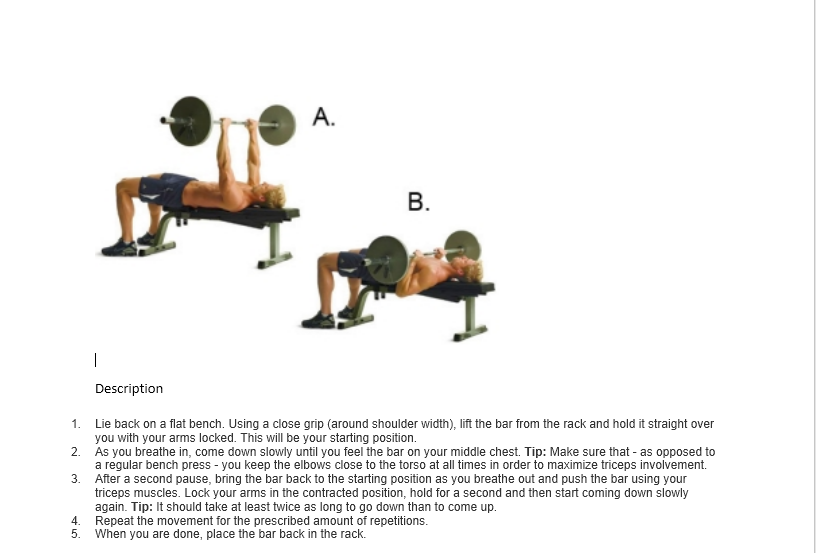 A.
B.
Description
1. Lie back on a flat bench. Using a close grip (around shoulder width), lift the bar from the rack and hold it straight over
you with your arms locked. This will be your starting position.
2. As you breathe in, come down slowly until you feel the bar on your middle chest. Tip: Make sure that - as opposed to
a regular bench press - you keep the elbows close to the torso at all times in order to maximize triceps involvement.
3. After a second pause, bring the bar back to the starting position as you breathe out and push the bar using your
triceps muscles. Lock your arms in the contracted position, hold for a second and then start coming down slowly
again. Tip: It should take at least twice as long to go down than to come up.
4. Repeat the movement for the prescribed amount of repetitions.
5. When you are done, place the bar back in the rack.